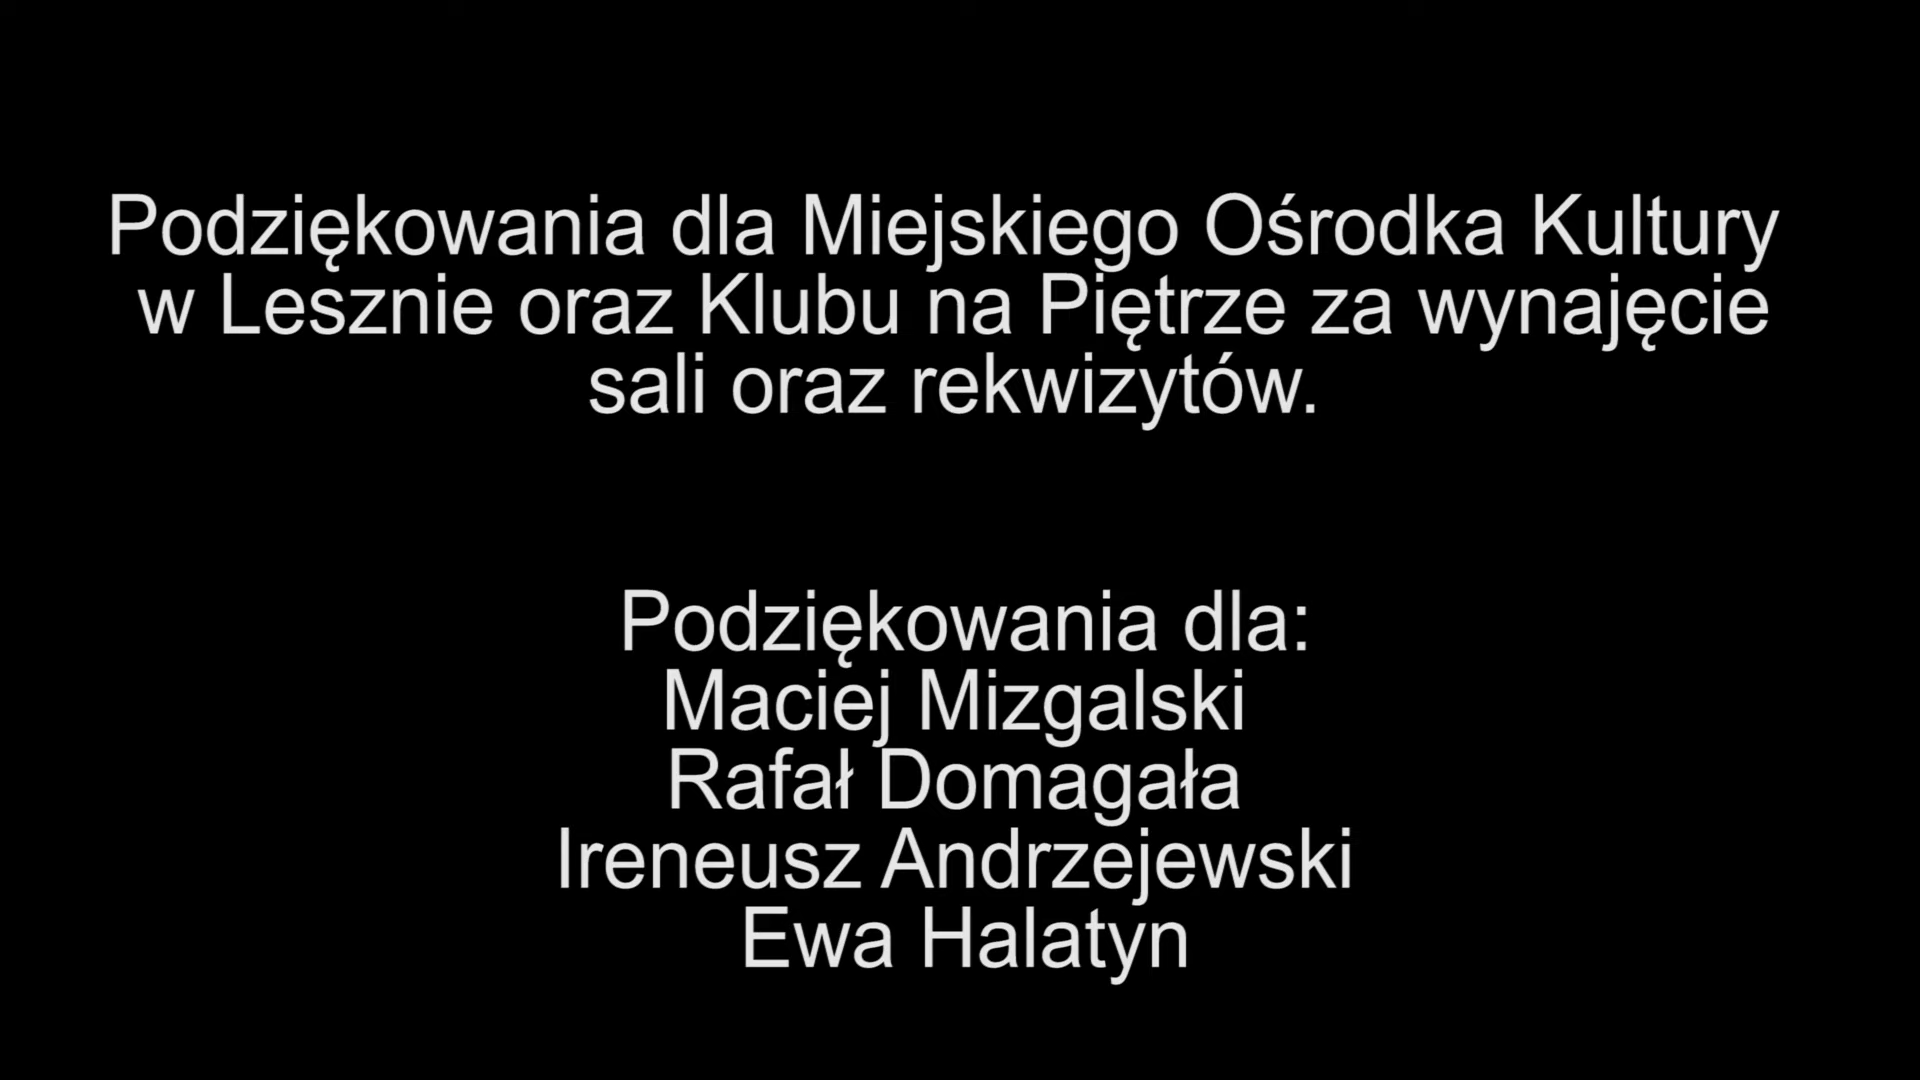 Podziękowania dla Miejskiego Ośrodka Kultury
w Lesznie oraz Klubu na Piętrze za wynajęcie
sali oraz rekwizytów.
Podziękowania dla:
Maciej Mizgalski
Rafał Domagała
Ireneusz Andrzejewski
Ewa Halatyn